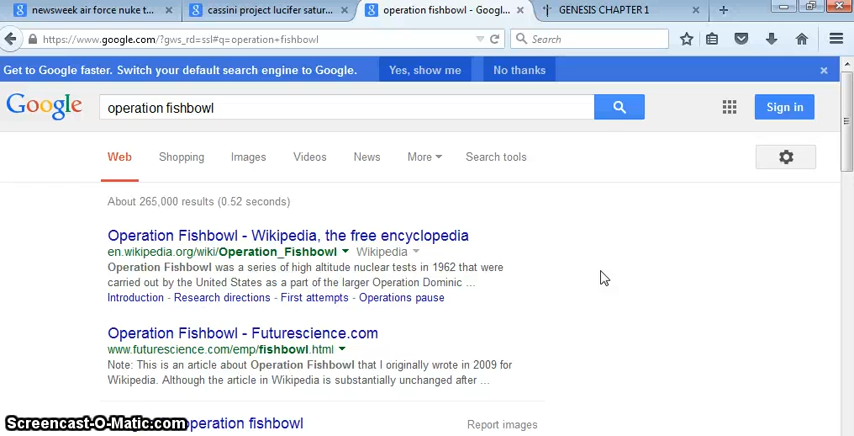 newsweek air force nuke t...
cassini project lucifer satur...
operation fishbowl - Googl...
GENESIS CHAPTER 1
https://www.google.com/?gws_rd=ssl#q=operation+fishbowl
Search
Get to Google faster. Switch your default search engine to Google.
Yes, show me
No thanks
Google
operation fishbowl
Sign in
Web
Shopping
Images
Videos
News
More
Search tools
About 265,000 results (0.52 seconds)
Operation Fishbowl - Wikipedia, the free encyclopedia
en.wikipedia.org/wiki/Operation_Fishbowl Wikipedia
Operation Fishbowl was a series of high altitude nuclear tests in 1962 that were
carried out by the United States as a part of the larger Operation Dominic ...
Introduction - Research directions - First attempts - Operations pause
Operation Fishbowl - Futurescience.com
www.futurescience.com/emp/fishbowl.html
Note: This is an article about Operation Fishbowl that I originally wrote in 2009 for
Wikipedia. Although the article in Wikipedia is substantially unchanged after ...
operation fishbowl
Report images
Screencast-O-Matic.com